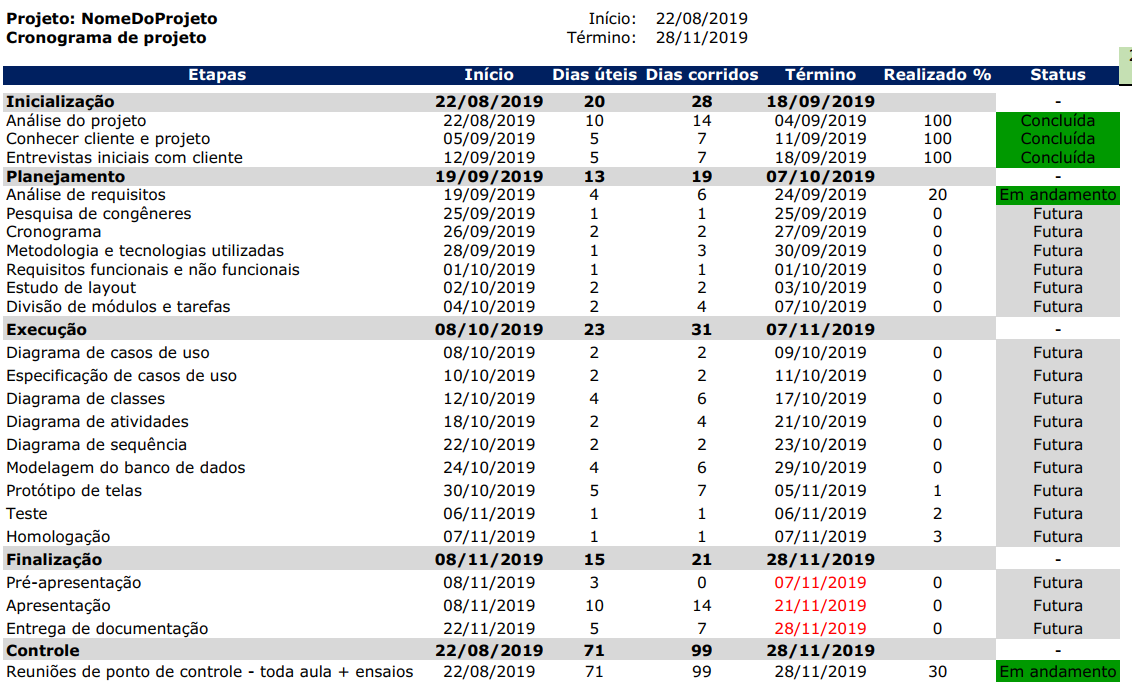 Projeto: NomeDoProjeto Início: 22/08/2019
Cronograma de projeto Término: 28/11/2019
Etapas Início Dias úteis Dias corridos Término Realizado % Status
Inicialização 22/08/2019 20 28 18/09/2019 -
Análise do projeto 22/08/2019 10 14 04/09/2019 100 Concluída
Conhecer cliente e projeto 05/09/2019 5 7 11/09/2019 100 Concluída
Entrevistas iniciais com cliente 12/09/2019 5 7 18/09/2019 100 Concluída
Planejamento 19/09/2019 13 19 07/10/2019 -
Análise de requisitos 19/09/2019 4 6 24/09/2019 20 Em andamento
Pesquisa de congêneres 25/09/2019 1 1 25/09/2019 0 Futura
Cronograma 26/09/2019 2 2 27/09/2019 0 Futura
Metodologia e tecnologias utilizadas 28/09/2019 1 3 30/09/2019 0 Futura
Requisitos funcionais e não funcionais 01/10/2019 1 1 01/10/2019 0 Futura
Estudo de layout 02/10/2019 2 2 03/10/2019 0 Futura
Divisão de módulos e tarefas 04/10/2019 2 4 07/10/2019 0 Futura
Execução 08/10/2019 23 31 07/11/2019 -
Diagrama de casos de uso 08/10/2019 2 2 09/10/2019 0 Futura
Especificação de casos de uso 10/10/2019 2 2 11/10/2019 0 Futura
Diagrama de classes 12/10/2019 4 6 17/10/2019 0 Futura
Diagrama de atividades 18/10/2019 2 4 21/10/2019 0 Futura
Diagrama de sequência 22/10/2019 2 2 23/10/2019 0 Futura
Modelagem do banco de dados 24/10/2019 4 6 29/10/2019 0 Futura
Protótipo de telas 30/10/2019 5 7 05/11/2019 1 Futura
Teste 06/11/2019 1 1 06/11/2019 2 Futura
Homologação 07/11/2019 1 1 07/11/2019 3 Futura
Finalização 08/11/2019 15 21 28/11/2019 -
Pré-apresentação 08/11/2019 3 0 07/11/2019 0 Futura
Apresentação 08/11/2019 10 14 21/11/2019 0 Futura
Entrega de documentação 22/11/2019 5 7 28/11/2019 0 Futura
Controle 22/08/2019 71 99 28/11/2019 -
Reuniões de ponto de controle - toda aula + ensaios 22/08/2019 71 99 28/11/2019 30 Em andamento